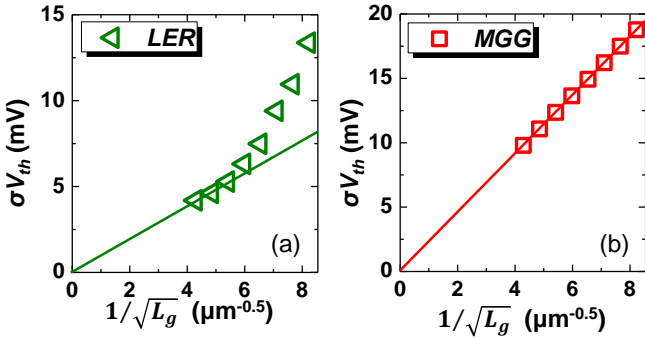 LER
15
10
5
0
σV_th (mV)
0 2 4 6 8
1/√L_g (μm^-0.5)
(a)
MGG
20
15
10
5
0
σV_th (mV)
0 2 4 6 8
1/√L_g (μm^-0.5)
(b)